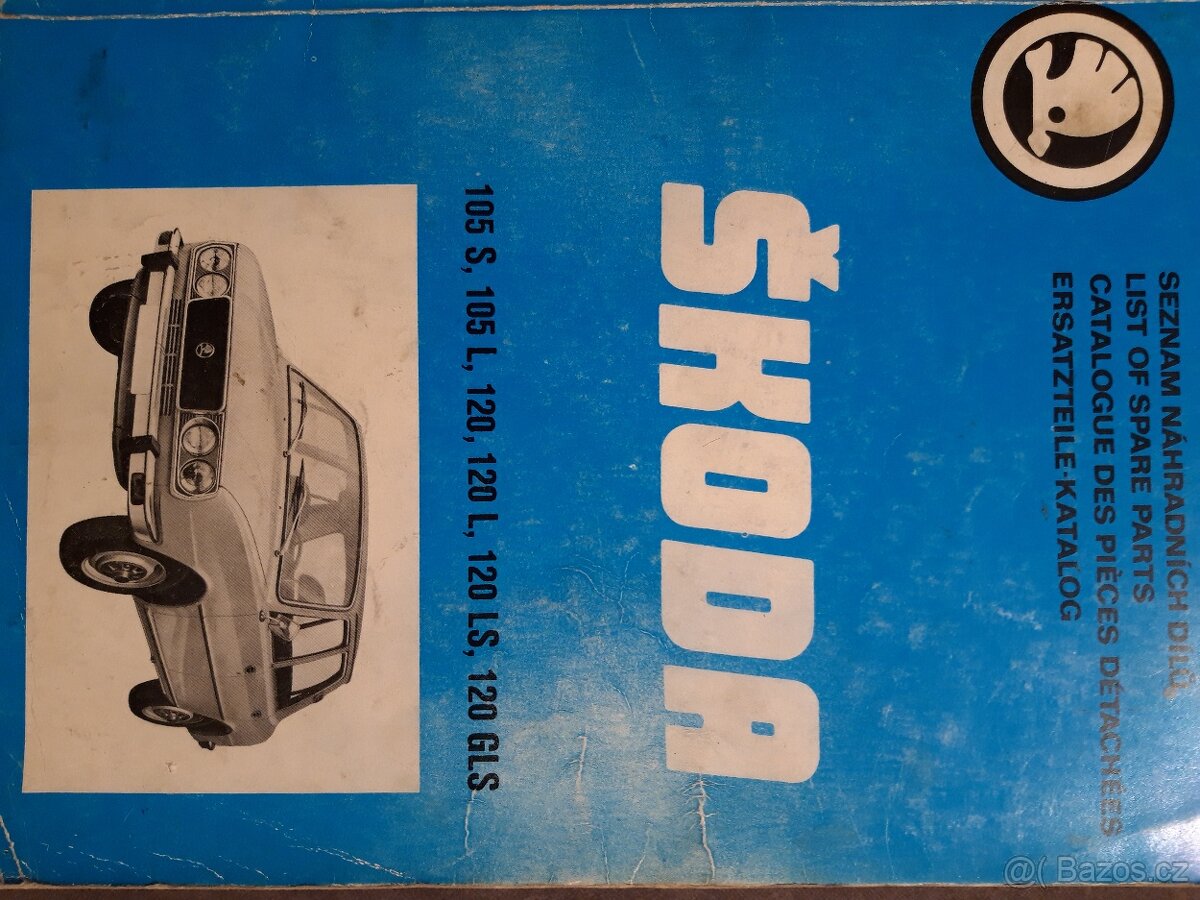 SEZNAM NÁHRADNÍCH DÍLŮ
LIST OF SPARE PARTS
CATALOGUE DES PIÈCES DÉTACHÉES
ERSATZTEILE-KATALOG
ŠKODA
105 S, 105 L, 120, 120 L, 120 LS, 120 GLS
@( Bazos.cz